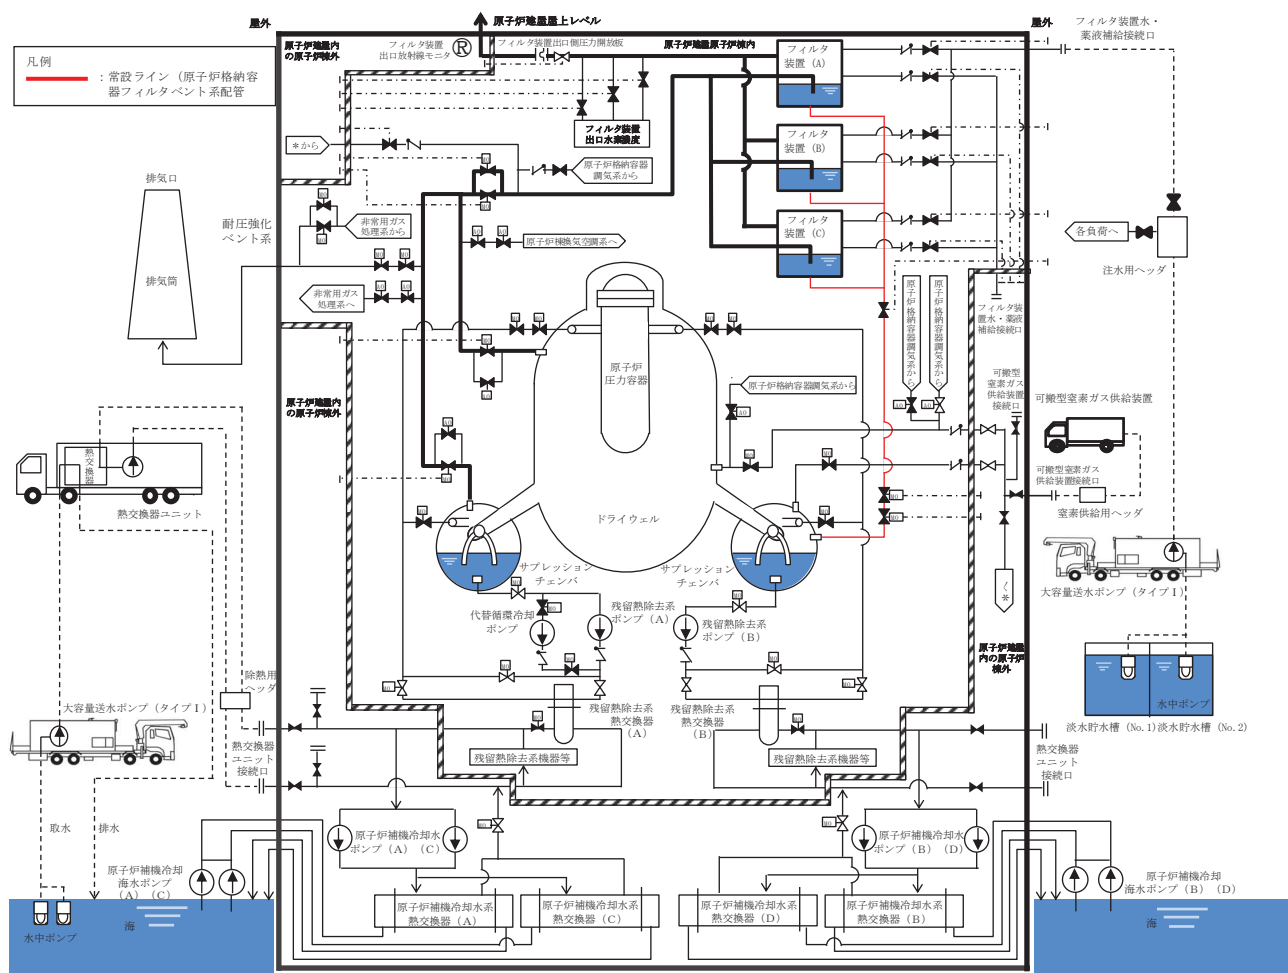 屋外
原子炉建屋屋上レベル
屋外
フィルタ装置水・
薬液補給接続口
凡例
：常設ライン（原子炉格納容
器フィルタベント系配管
原子炉建屋内
の原子炉棟外
フィルタ装置
出口放射線モニタ
R
フィルタ装置出口側圧力開放板
原子炉建屋原子炉棟内
フィルタ
装置（A）
フィルタ
装置（B）
フィルタ
装置（C）
フィルタ装置
出口水素濃度
＊から
原子炉格納容器
調気系から
排気口
排気筒
耐圧強化
ベント系
非常用ガス
処理系から
非常用ガス
処理系へ
原子炉棟換気空調系へ
各負荷へ
注水用ヘッダ
原子炉格納容器調気系から
原子炉格納容器調気系から
フィルタ装
置水・薬液
補給接続口
原子炉
圧力容器
原子炉格納容器調気系から
可搬型
窒素ガス
供給装置
接続口
可搬型窒素ガス供給装置
可搬型窒素ガス
供給装置接続口
窒素供給用ヘッダ
原子炉建屋内
の原子炉棟外
熱交換器
熱交換器ユニット
ドライウェル
サプレッション
チェンバ
サプレッション
チェンバ
代替循環冷却
ポンプ
残留熱除去系
ポンプ（A）
残留熱除去系
ポンプ（B）
大容量送水ポンプ（タイプⅠ）
原子炉建屋
内の原子炉
棟外
水中ポンプ
淡水貯水槽（No.1）
淡水貯水槽（No.2）
除熱用
ヘッダ
大容量送水ポンプ（タイプⅠ）
熱交換器
ユニット
接続口
残留熱除去系
熱交換器
（A）
残留熱除去系
熱交換器
（B）
残留熱除去系機器等
残留熱除去系機器等
熱交換器
ユニット
接続口
取水
排水
原子炉補機冷却水
ポンプ（A）（C）
原子炉補機冷却水
ポンプ（B）（D）
原子炉補機冷却
海水ポンプ
（A）（C）
原子炉補機冷却
海水ポンプ（B）（D）
原子炉補機冷却水系
熱交換器（A）
原子炉補機冷却水系
熱交換器（C）
原子炉補機冷却水系
熱交換器（D）
原子炉補機冷却水系
熱交換器（B）
海
水中ポンプ
海